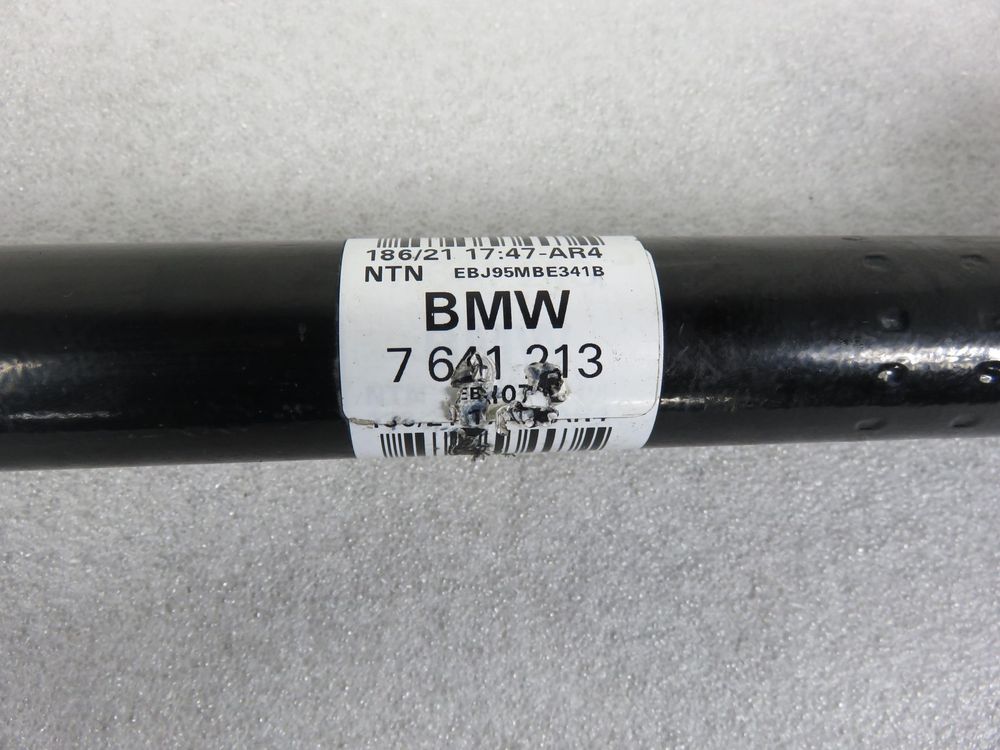 186/21 17:47-AR4
NTN EBJ95MBE341B
BMW
7 641 213